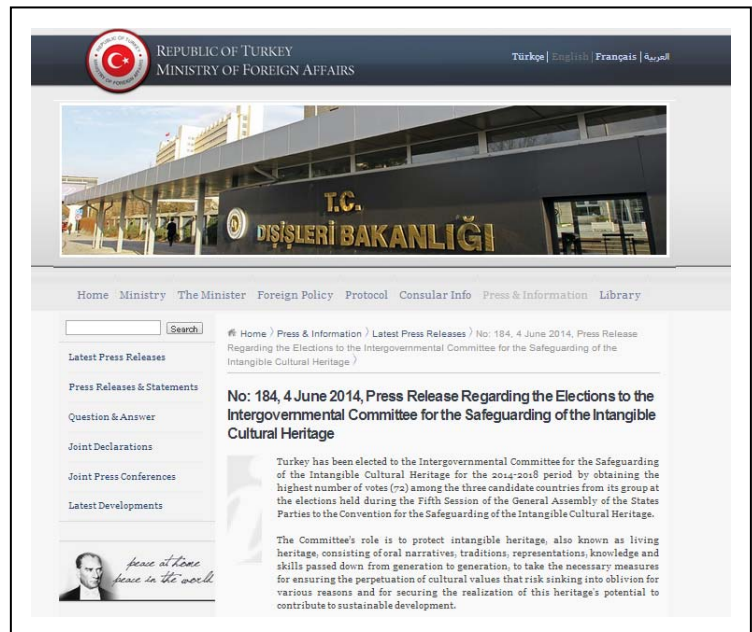 REPUBLIC OF TURKEY
MINISTRY OF FOREIGN AFFAIRS
Türkçe | English | Français | العربية
T.C.
DIŞİŞLERİ BAKANLIĞI
Home Ministry The Minister Foreign Policy Protocol Consular Info Press & Information Library
Search
Latest Press Releases
Press Releases & Statements
Question & Answer
Joint Declarations
Joint Press Conferences
Latest Developments
peace at home
peace in the world
Home 〉 Press & Information 〉 Latest Press Releases 〉 No: 184, 4 June 2014, Press Release
Regarding the Elections to the Intergovernmental Committee for the Safeguarding of the
Intangible Cultural Heritage 〉
No: 184, 4 June 2014, Press Release Regarding the Elections to the
Intergovernmental Committee for the Safeguarding of the Intangible
Cultural Heritage
Turkey has been elected to the Intergovernmental Committee for the Safeguarding
of the Intangible Cultural Heritage for the 2014-2018 period by obtaining the
highest number of votes (72) among the three candidate countries from its group at
the elections held during the Fifth Session of the General Assembly of the States
Parties to the Convention for the Safeguarding of the Intangible Cultural Heritage.
The Committee's role is to protect intangible heritage, also known as living
heritage, consisting of oral narratives, traditions, representations, knowledge and
skills passed down from generation to generation, to take the necessary measures
for ensuring the perpetuation of cultural values that risk sinking into oblivion for
various reasons and for securing the realization of this heritage's potential to
contribute to sustainable development.